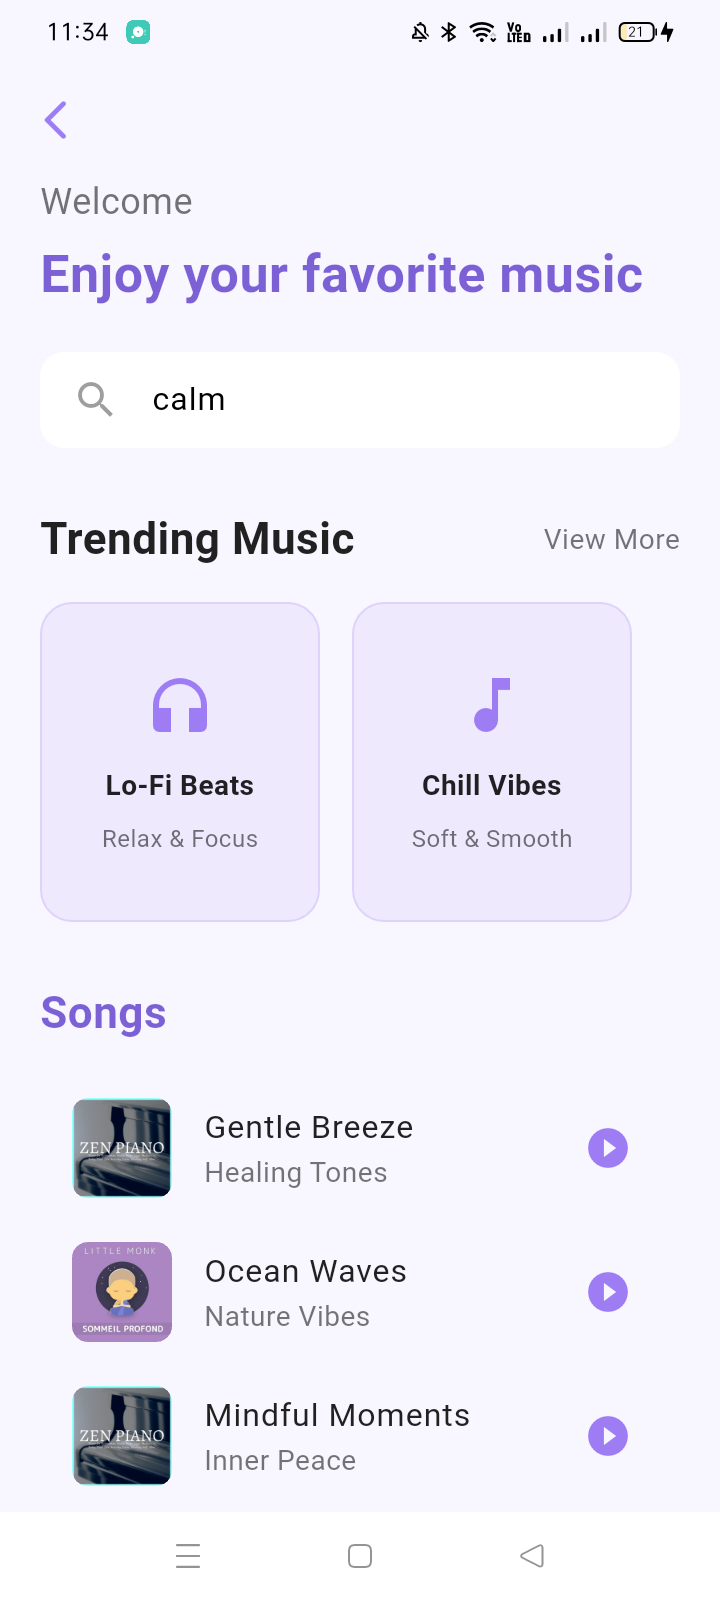 11:34
Vo
LTED
21
Welcome
Enjoy your favorite music
calm
Trending Music
View More
Lo-Fi Beats
Relax & Focus
Chill Vibes
Soft & Smooth
Songs
ZEN PIANO
Gentle Breeze
Healing Tones
LITTLE MONK
SOMMEIL PROFOND
Ocean Waves
Nature Vibes
ZEN PIANO
Mindful Moments
Inner Peace